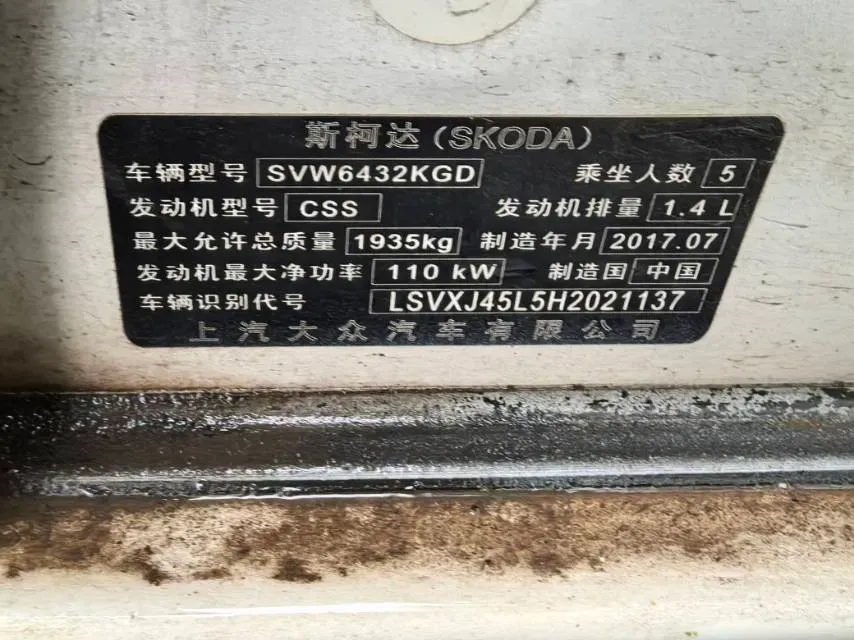 斯柯达(SKODA)
车辆型号 SVW6432KGD 乘坐人数 5
发动机型号 CSS 发动机排量 1.4 L
最大允许总质量 1935kg 制造年月 2017.07
发动机最大净功率 110 kW 制造国 中国
车辆识别代号 LSVXJ45L5H2021137
上汽大众汽车有限公司